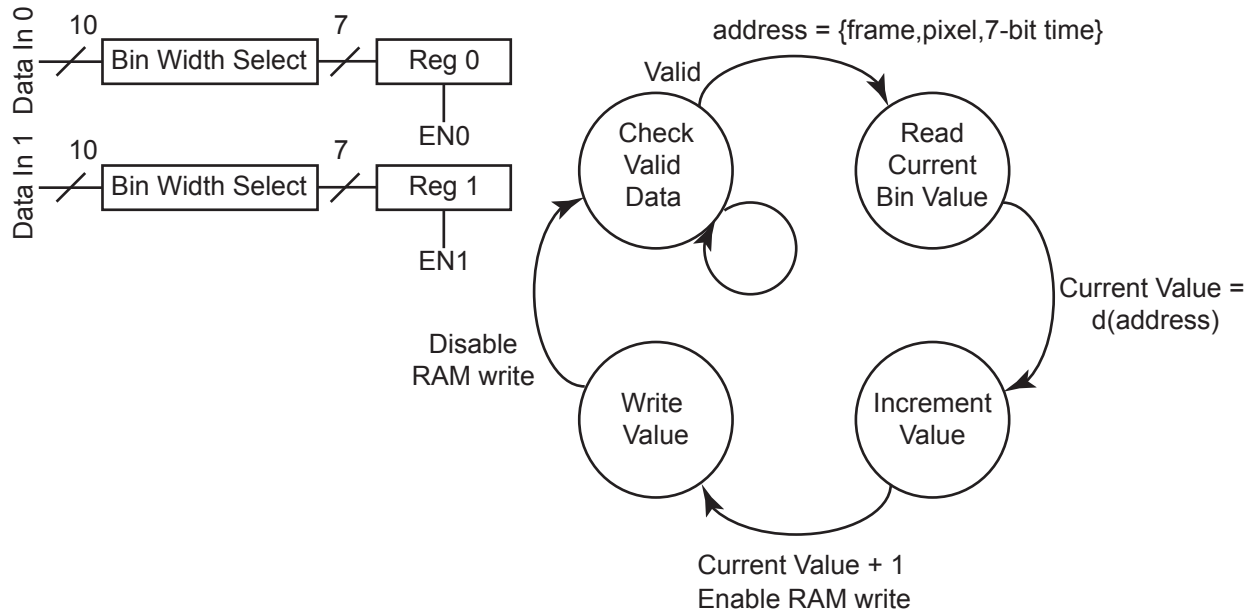 Data In 0
10
Bin Width Select
7
Reg 0
EN0
Data In 1
10
Bin Width Select
7
Reg 1
EN1
address = {frame,pixel,7-bit time}
Valid
Check
Valid
Data
Read
Current
Bin Value
Current Value =
d(address)
Increment
Value
Current Value + 1
Enable RAM write
Write
Value
Disable
RAM write